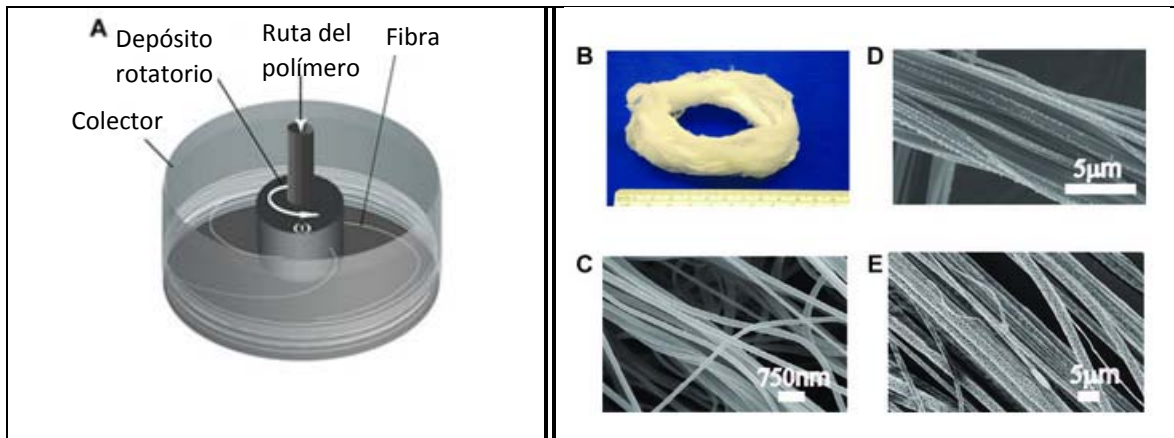 A
Depósito
rotatorio
Ruta del
polímero
Fibra
Colector
ω
B
D
5μm
C
750nm
E
5μm